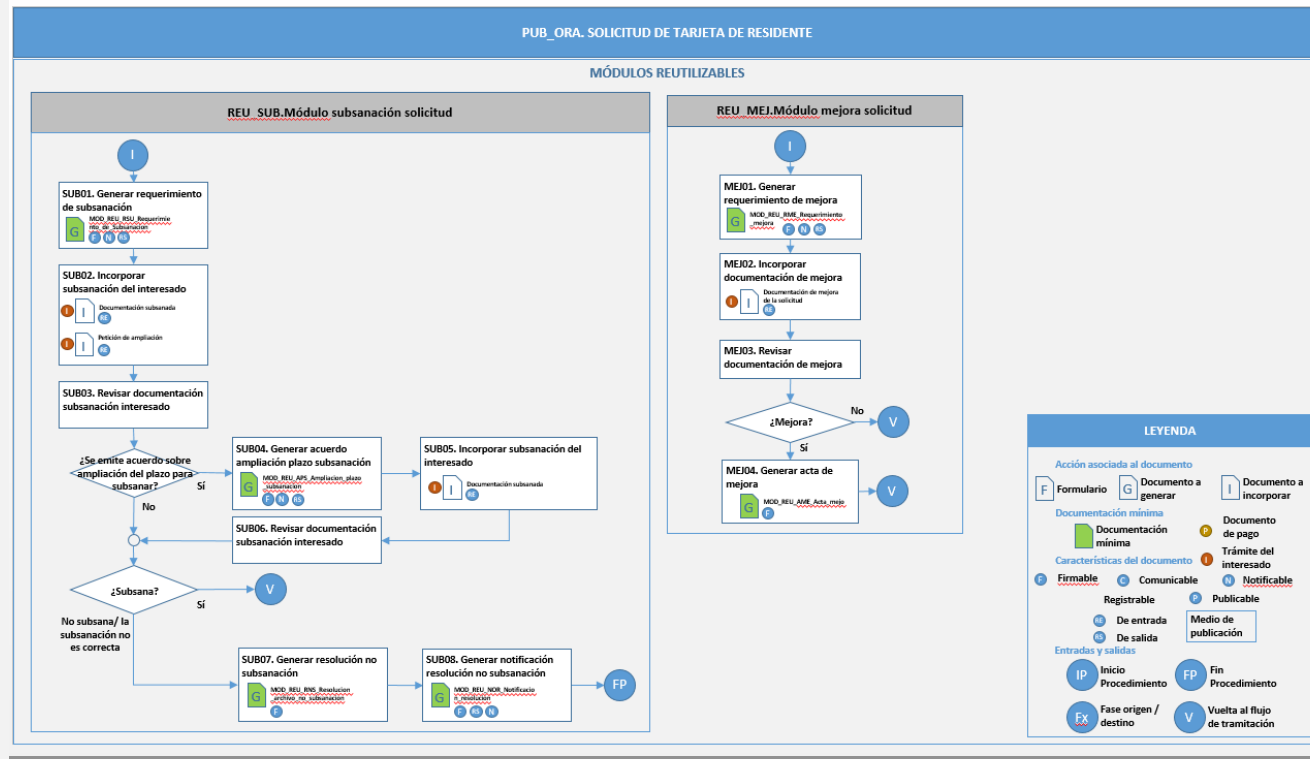 PUB_ORA. SOLICITUD DE TARJETA DE RESIDENTE
MÓDULOS REUTILIZABLES
REU_SUB.Módulo subsanación solicitud
I
SUB01. Generar requerimiento
de subsanación
G
MOD_REU_RSU_Requerimie
nto_de_Subsanacion
F N RS
SUB02. Incorporar
subsanación del interesado
I I
Documentación subsanada
RE
I I
Petición de ampliación
RE
SUB03. Revisar documentación
subsanación interesado
¿Se emite acuerdo sobre
ampliación del plazo para
subsanar?
Sí
No
SUB04. Generar acuerdo
ampliación plazo subsanación
G
MOD_REU_APS_Ampliacion_plazo
_subsanacion
F N RS
SUB05. Incorporar subsanación del
interesado
I I
Documentación subsanada
RE
SUB06. Revisar documentación
subsanación interesado
¿Subsana?
Sí
V
No subsana/ la
subsanación no
es correcta
SUB07. Generar resolución no
subsanación
G
MOD_REU_RNS_Resolucion
_archivo_no_subsanacion
F
SUB08. Generar notificación
resolución no subsanación
G
MOD_REU_NOR_Notificacio
n_resolución
F RS N
FP
REU_MEJ.Módulo mejora solicitud
I
MEJ01. Generar
requerimiento de mejora
G
MOD_REU_RME_Requerimiento
_mejora
F N RS
MEJ02. Incorporar
documentación de mejora
I I
Documentación de mejora
de la solicitud
RE
MEJ03. Revisar
documentación de mejora
¿Mejora?
No
V
Sí
MEJ04. Generar acta de
mejora
G
MOD_REU_AME_Acta_mejo
F
V
LEYENDA
Acción asociada al documento
F Formulario
G Documento a
generar
I Documento a
incorporar
Documentación mínima
Documentación
mínima
P Documento
de pago
Características del documento
I Trámite del
interesado
F Firmable
C Comunicable
N Notificable
Registrable
P Publicable
RE De entrada
RS De salida
Medio de
publicación
Entradas y salidas
IP Inicio
Procedimiento
FP Fin
Procedimiento
Fx Fase origen /
destino
V Vuelta al flujo
de tramitación